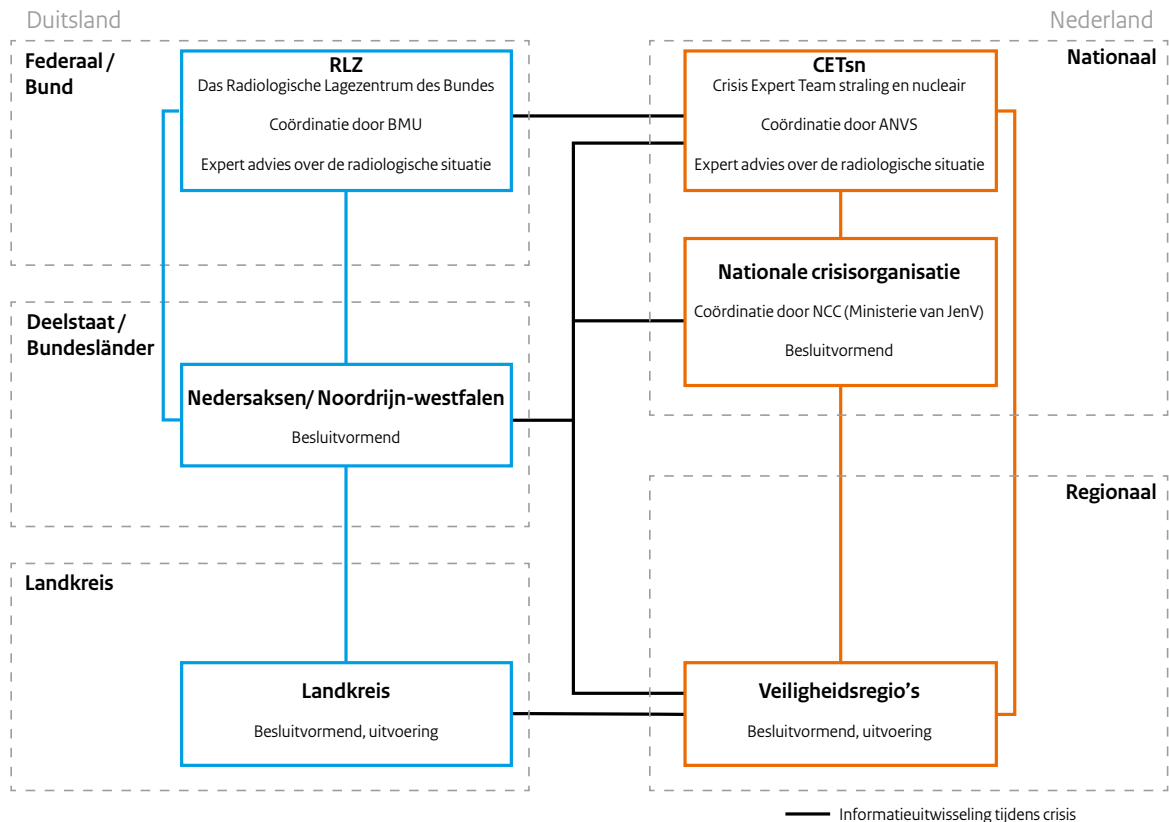 Duitsland
Nederland
Federaal /
Bund
RLZ
Das Radiologische Lagezentrum des Bundes
Coördinatie door BMU
Expert advies over de radiologische situatie
CETsn
Crisis Expert Team straling en nucleair
Coördinatie door ANVS
Expert advies over de radiologische situatie
Nationaal
Nationale crisisorganisatie
Coördinatie door NCC (Ministerie van JenV)
Besluitvormend
Deelstaat /
Bundesländer
Nedersaksen/ Noordrijn-westfalen
Besluitvormend
Regionaal
Landkreis
Landkreis
Besluitvormend, uitvoering
Veiligheidsregio's
Besluitvormend, uitvoering
Informatieuitwisseling tijdens crisis